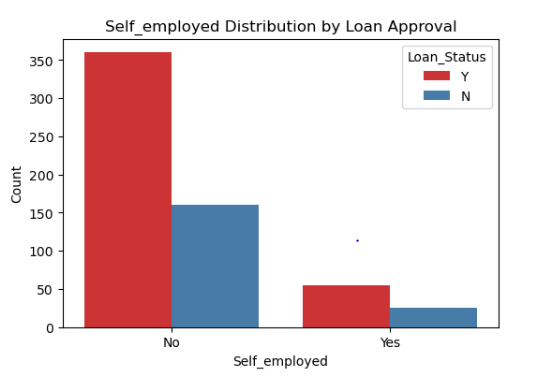 Self_employed Distribution by Loan Approval
Loan_Status
Y
N
350
300
250
200
150
100
50
0
Count
No
Yes
Self_employed